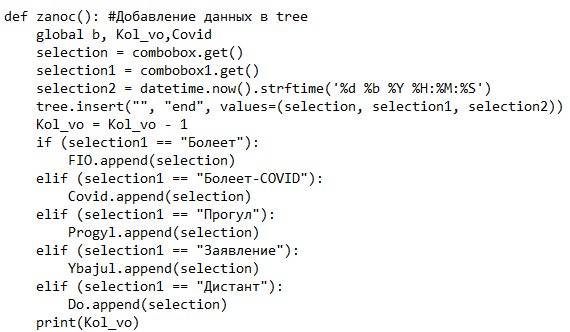 def zanoc(): #Добавление данных в tree
    global b, Kol_vo,Covid
    selection = combobox.get()
    selection1 = combobox1.get()
    selection2 = datetime.now().strftime('%d %b %Y %H:%M:%S')
    tree.insert("", "end", values=(selection, selection1, selection2))
    Kol_vo = Kol_vo - 1
    if (selection1 == "Болеет"):
        FIO.append(selection)
    elif (selection1 == "Болеет-COVID"):
        Covid.append(selection)
    elif (selection1 == "Прогул"):
        Progyl.append(selection)
    elif (selection1 == "Заявление"):
        Ybajul.append(selection)
    elif (selection1 == "Дистант"):
        Do.append(selection)
    print(Kol_vo)